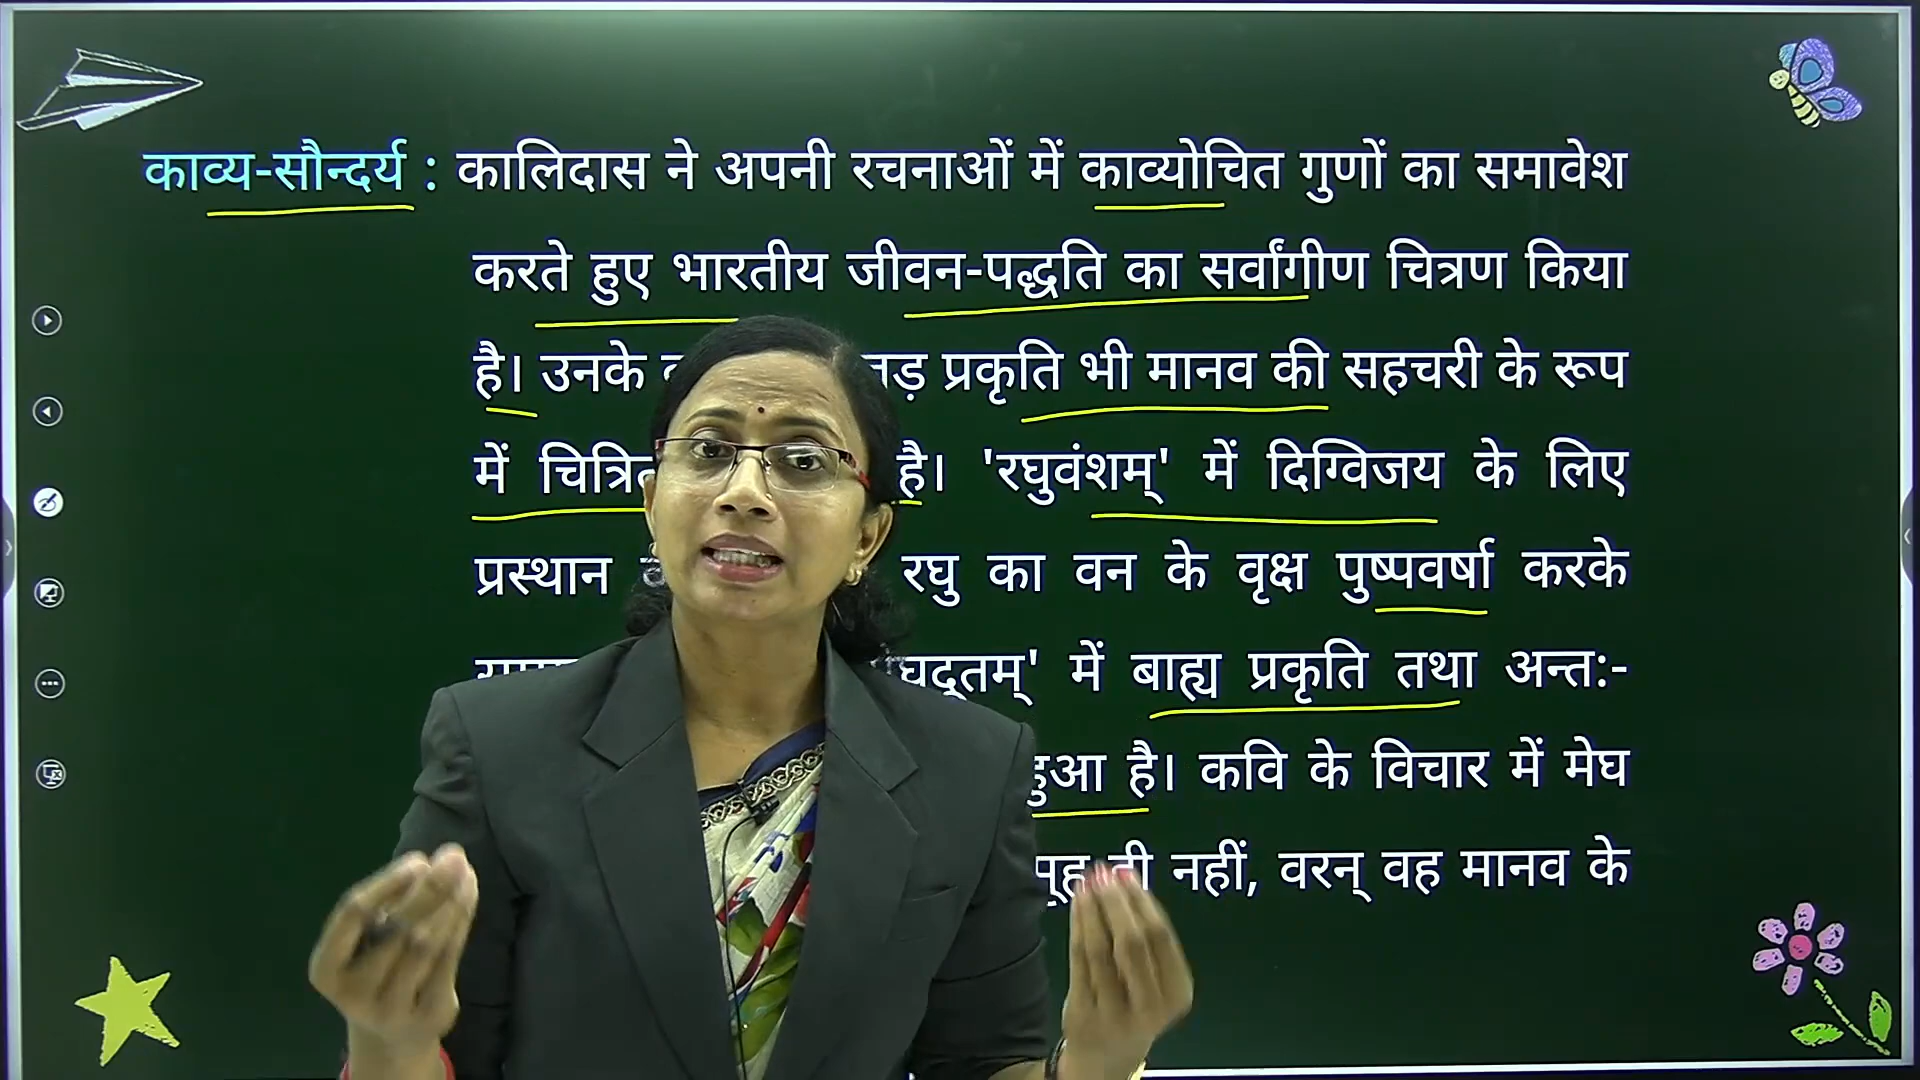 काव्य-सौन्दर्य : कालिदास ने अपनी रचनाओं में काव्योचित गुणों का समावेश
करते हुए भारतीय जीवन-पद्धति का सर्वांगीण चित्रण किया
है। उनके प्रकृति भी मानव की सहचरी के रूप
में है। 'रघुवंशम्' में दिग्विजय के लिए
प्रस्थान रघु का वन के वृक्ष पुष्पवर्षा करके
में बाह्य प्रकृति तथा अन्त:-
हुआ है। कवि के विचार में मेघ
नहीं, वरन् वह मानव के